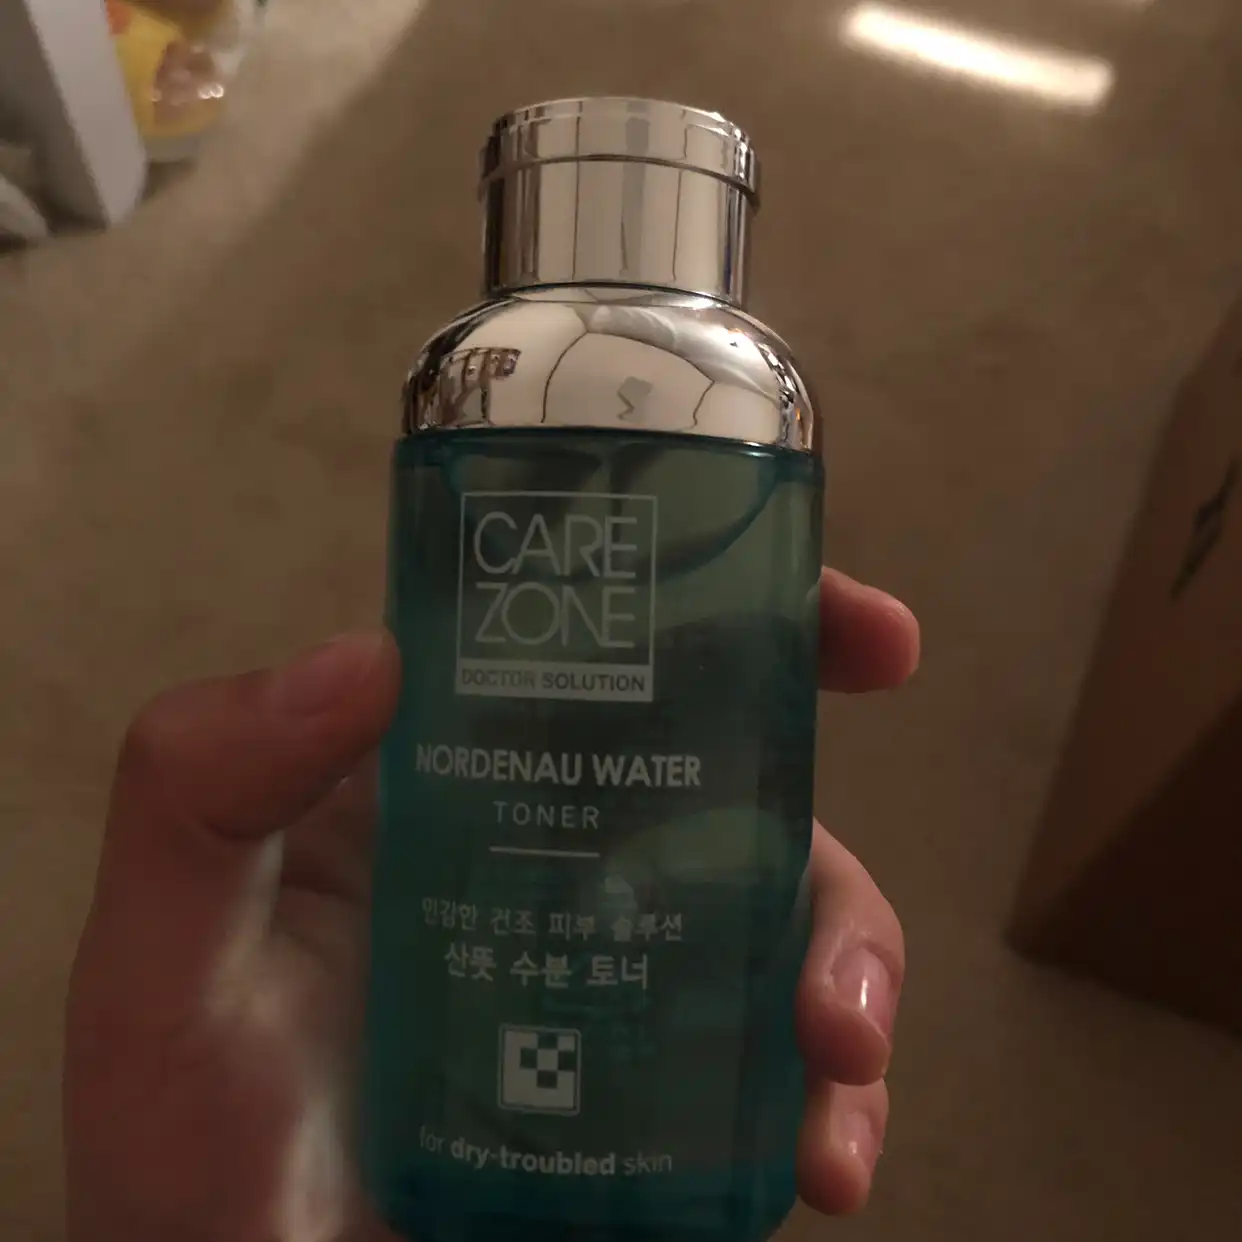 CARE
ZONE
DOCTOR SOLUTION
NORDENAU WATER
TONER
민감한 건조 피부 솔루션
산뜻 수분 토너
for dry-troubled skin